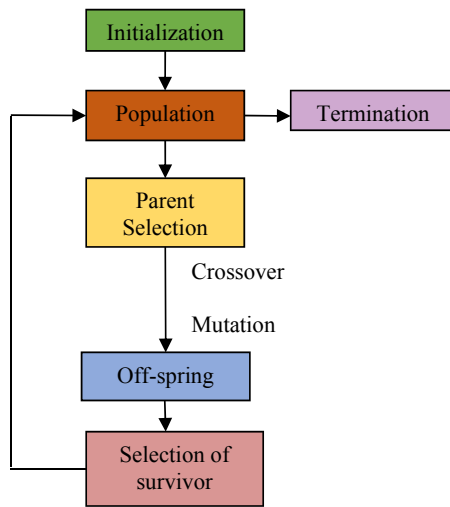 Initialization
Population
Termination
Parent
Selection
Crossover
Mutation
Off-spring
Selection of
survivor